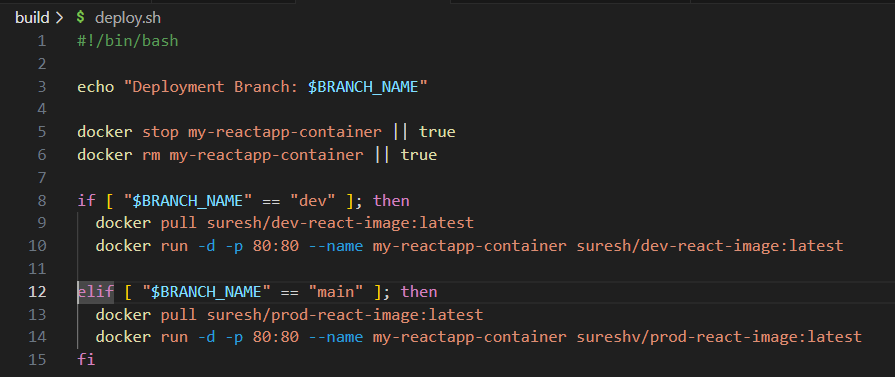 build > $ deploy.sh
1 #!/bin/bash
2
3 echo "Deployment Branch: $BRANCH_NAME"
4
5 docker stop my-reactapp-container || true
6 docker rm my-reactapp-container || true
7
8 if [ "$BRANCH_NAME" == "dev" ]; then
9 docker pull suresh/dev-react-image:latest
10 docker run -d -p 80:80 --name my-reactapp-container suresh/dev-react-image:latest
11
12 elif [ "$BRANCH_NAME" == "main" ]; then
13 docker pull suresh/prod-react-image:latest
14 docker run -d -p 80:80 --name my-reactapp-container sureshv/prod-react-image:latest
15 fi